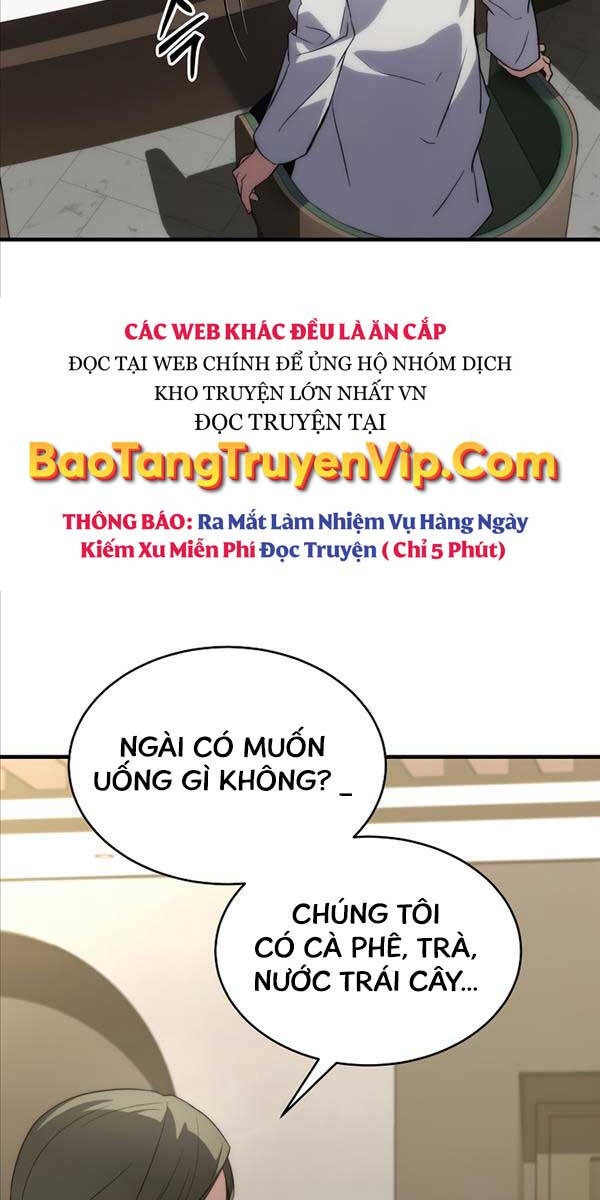 CÁC WEB KHÁC ĐỀU LÀ ĂN CẮP
ĐỌC TẠI WEB CHÍNH ĐỂ ỦNG HỘ NHÓM DỊCH
KHO TRUYỆN LỚN NHẤT VN
ĐỌC TRUYỆN TẠI
BaoTangTruyenVip.Com
THÔNG BÁO: Ra Mắt Làm Nhiệm Vụ Hàng Ngày
Kiếm Xu Miễn Phí Đọc Truyện ( Chỉ 5 Phút)
NGÀI CÓ MUỐN
UỐNG GÌ KHÔNG?
CHÚNG TÔI
CÓ CÀ PHÊ, TRÀ,
NƯỚC TRÁI CÂY...